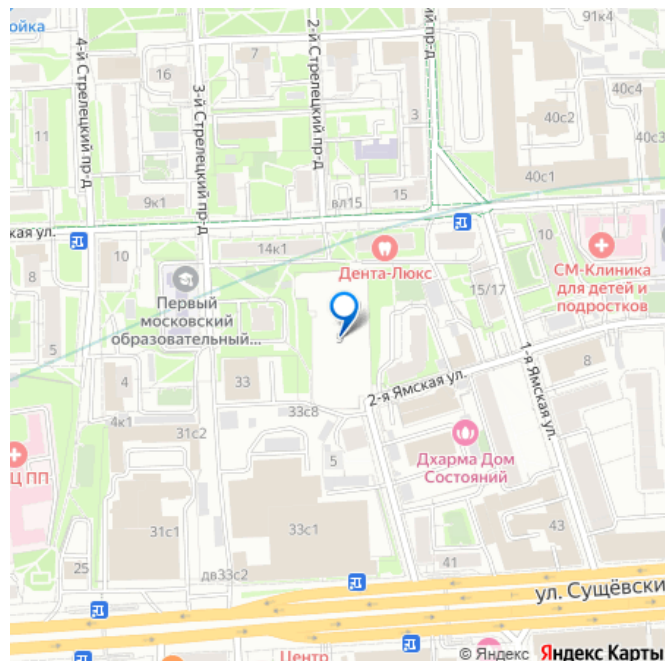 ойка
4-й Стрелецкий пр-д
16
3-й Стрелецкий пр-д
7
2-й Стрелецкий пр-д
й пр-д
91к4
40с4
40с2
40с3
40с1
11
3
9к1
вл15
15
ская ул.
8
10
14к1
Дента-Люкс
15/17
10
СМ-Клиника
для детей и
подростков
Первый
московский
образовательный...
5
4
4к1
33
33с8
31с2
2-я Ямская ул.
1-я Ямская ул.
8
Дхарма Дом
Состояний
Ц ПП
5
31с1
33с1
25
дв33с2
41
43
ул. Сущёвски
Центр
© Яндекс Яндекс Карты